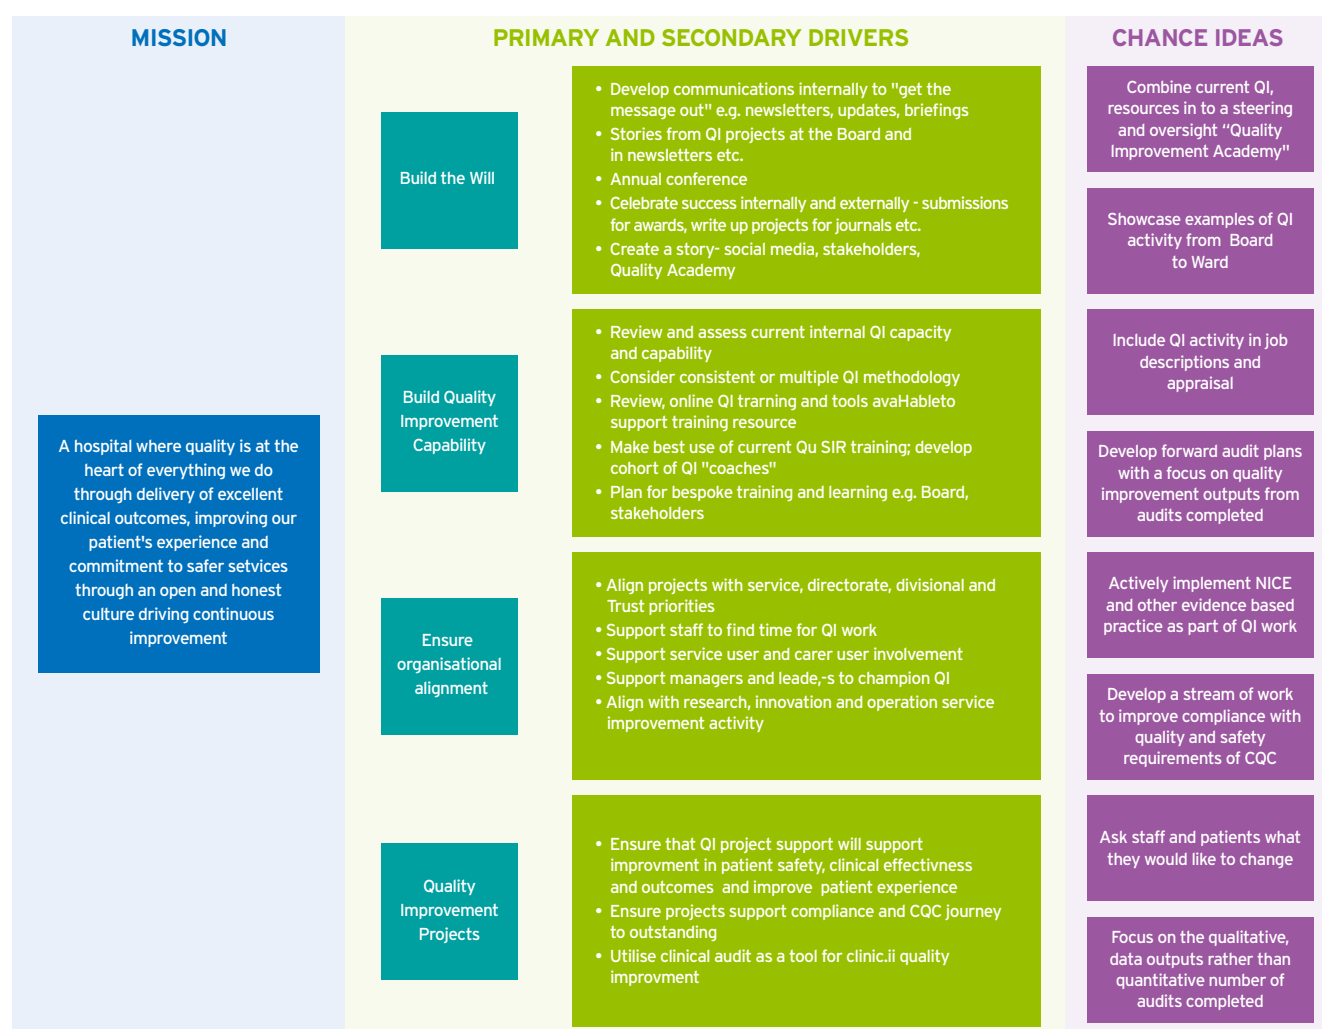 MISSION
A hospital where quality is at the
heart of everything we do
through delivery of excellent
clinical outcomes, improving our
patient's experience and
commitment to safer setvices
through an open and honest
culture driving continuous
improvement
PRIMARY AND SECONDARY DRIVERS
Build the Will
• Develop communications internally to "get the
message out" e.g. newsletters, updates, briefings
• Stories from QI projects at the Board and
in newsletters etc.
• Annual conference
• Celebrate success internally and externally - submissions
for awards, write up projects for journals etc.
• Create a story- social media, stakeholders,
Quality Academy
Build Quality
Improvement
Capability
• Review and assess current internal QI capacity
and capability
• Consider consistent or multiple QI methodology
• Review, online QI trarning and tools avaHableto
support training resource
• Make best use of current Qu SIR training; develop
cohort of QI "coaches"
• Plan for bespoke training and learning e.g. Board,
stakeholders
Ensure
organisational
alignment
• Align projects with service, directorate, divisional and
Trust priorities
• Support staff to find time for QI work
• Support service user and carer user involvement
• Support managers and leade,-s to champion QI
• Align with research, innovation and operation service
improvement activity
Quality
Improvement
Projects
• Ensure that QI project support will support
improvment in patient safety, clinical effectivness
and outcomes and improve patient experience
• Ensure projects support compliance and CQC journey
to outstanding
• Utilise clinical audit as a tool for clinic.ii quality
improvment
CHANCE IDEAS
Combine current QI,
resources in to a steering
and oversight “Quality
Improvement Academy"
Showcase examples of QI
activity from Board
to Ward
Include QI activity in job
descriptions and
appraisal
Develop forward audit plans
with a focus on quality
improvement outputs from
audits completed
Actively implement NICE
and other evidence based
practice as part of QI work
Develop a stream of work
to improve compliance with
quality and safety
requirements of CQC
Ask staff and patients what
they would like to change
Focus on the qualitative,
data outputs rather than
quantitative number of
audits completed